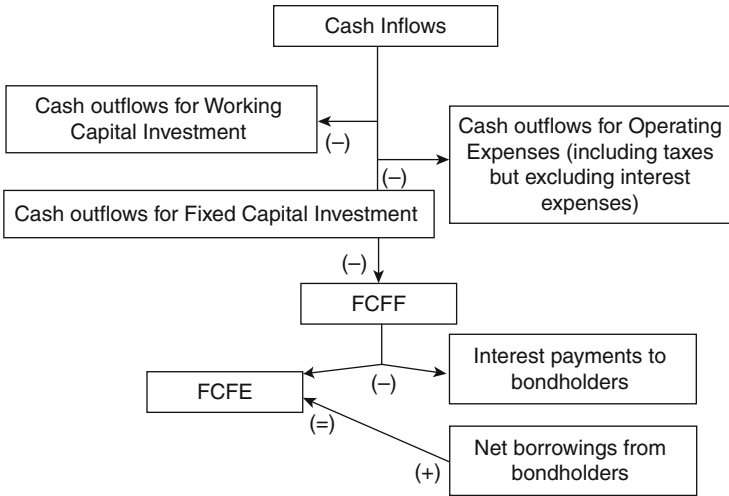 Cash Inflows
Cash outflows for Working
Capital Investment
(–)
Cash outflows for Operating
Expenses (including taxes
but excluding interest
expenses)
(–)
Cash outflows for Fixed Capital Investment
(–)
FCFF
Interest payments to
bondholders
(–)
FCFE
(=)
Net borrowings from
bondholders
(+)